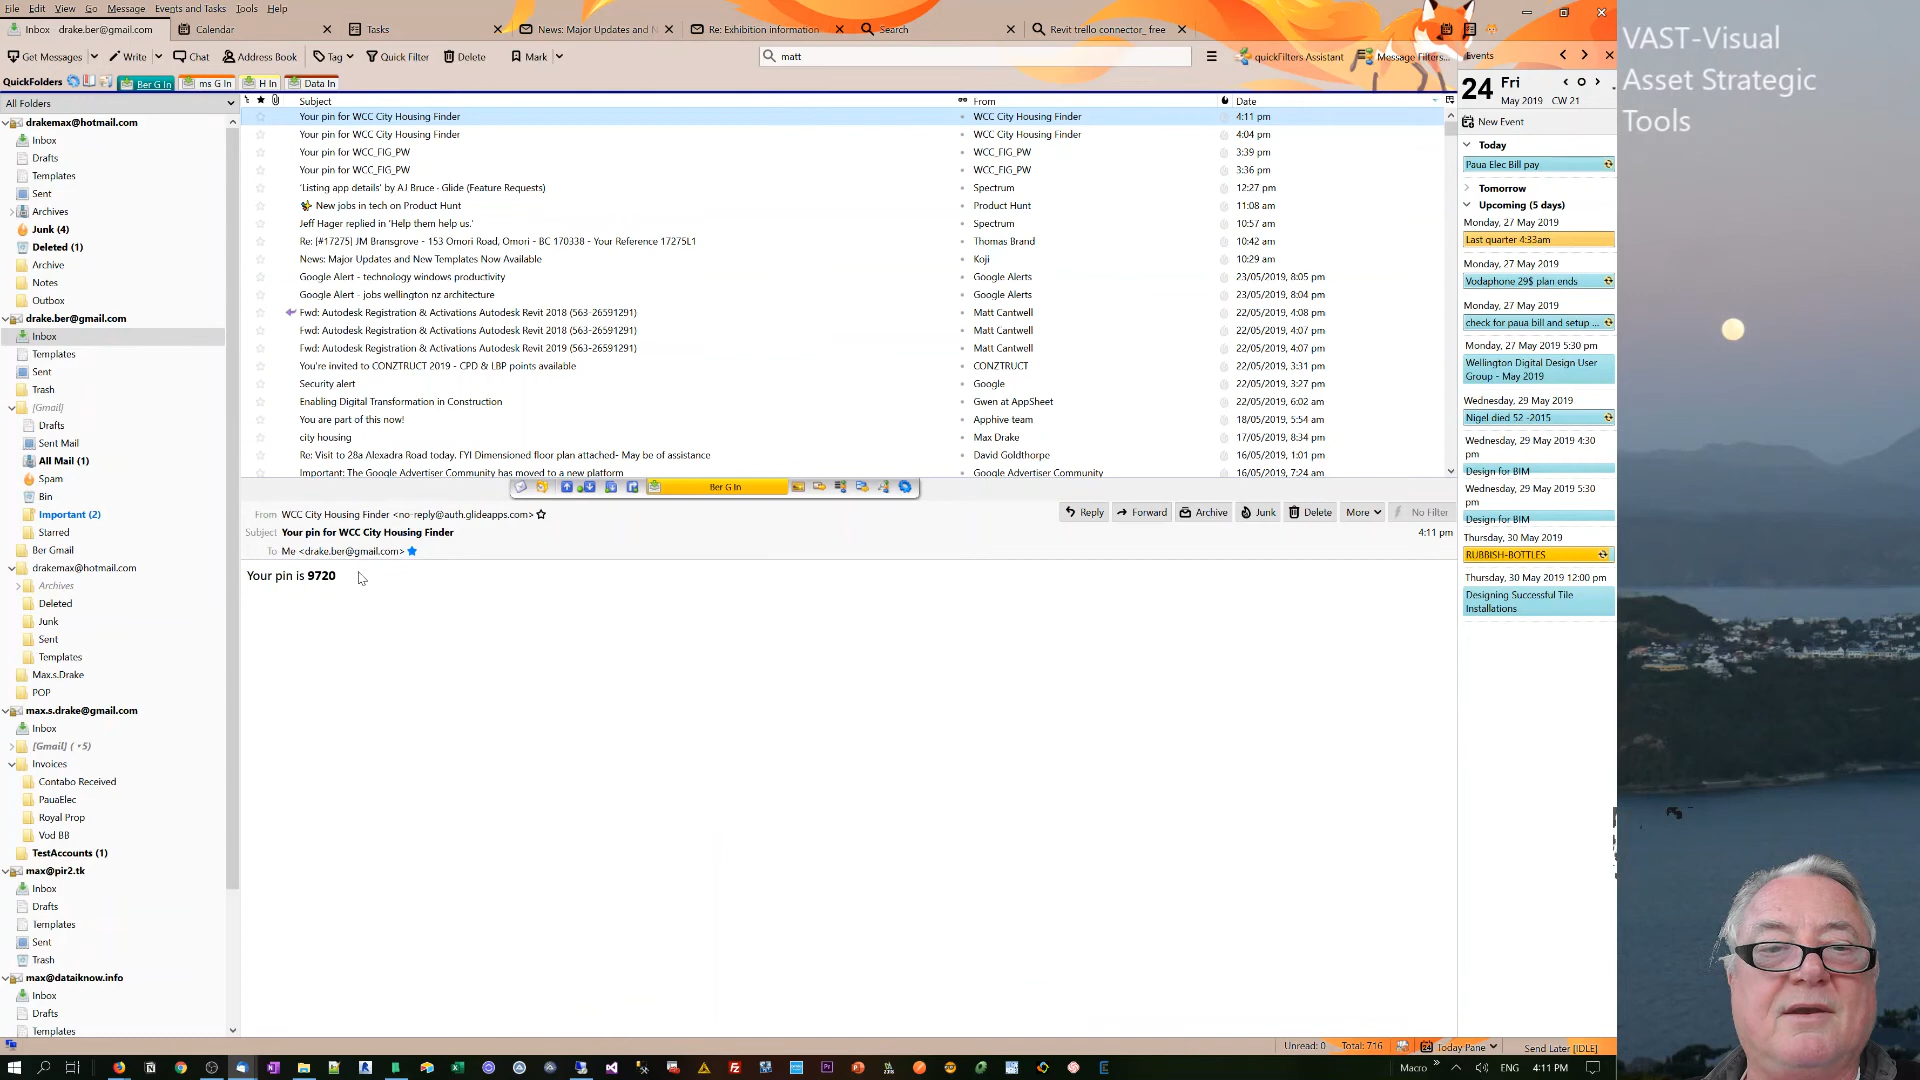 File Edit View Go Message Events and Tasks Tools Help
Inbox drake.ber@gmail.com
Calendar
Tasks
News: Major Updates and N
Re: Exhibition information
Search
Revit trello connector_ free
Get Messages Write Chat Address Book Tag Quick Filter Delete Mark
matt
quickFilters Assistant Message Filters...
QuickFolders Ber G In ms G In H In Data In
All Folders
drakemax@hotmail.com
Inbox
Drafts
Templates
Sent
Archives
Junk (4)
Deleted (1)
Archive
Notes
Outbox
drake.ber@gmail.com
Inbox
Templates
Sent
Trash
[Gmail]
Drafts
Sent Mail
All Mail (1)
Spam
Bin
Important (2)
Starred
Ber Gmail
drakemax@hotmail.com
Archives
Deleted
Junk
Sent
Templates
Max.s.Drake
POP
max.s.drake@gmail.com
Inbox
[Gmail] (•5)
Invoices
Contabo Received
PauaElec
Royal Prop
Vod BB
TestAccounts (1)
max@pir2.tk
Inbox
Drafts
Templates
Sent
Trash
max@dataiknow.info
Inbox
Drafts
Templates
Subject From Date
Your pin for WCC City Housing Finder WCC City Housing Finder 4:11 pm
Your pin for WCC City Housing Finder WCC City Housing Finder 4:04 pm
Your pin for WCC_FIG_PW WCC_FIG_PW 3:39 pm
Your pin for WCC_FIG_PW WCC_FIG_PW 3:36 pm
'Listing app details' by AJ Bruce · Glide (Feature Requests) Spectrum 12:27 pm
New jobs in tech on Product Hunt Product Hunt 11:08 am
Jeff Hager replied in 'Help them help us.' Spectrum 10:57 am
Re: [#17275] JM Bransgrove - 153 Omori Road, Omori - BC 170338 - Your Reference 17275L1 Thomas Brand 10:42 am
News: Major Updates and New Templates Now Available Koji 10:29 am
Google Alert - technology windows productivity Google Alerts 23/05/2019, 8:05 pm
Google Alert - jobs wellington nz architecture Google Alerts 23/05/2019, 8:04 pm
Fwd: Autodesk Registration & Activations Autodesk Revit 2018 (563-26591291) Matt Cantwell 22/05/2019, 4:08 pm
Fwd: Autodesk Registration & Activations Autodesk Revit 2018 (563-26591291) Matt Cantwell 22/05/2019, 4:07 pm
Fwd: Autodesk Registration & Activations Autodesk Revit 2019 (563-26591291) Matt Cantwell 22/05/2019, 4:07 pm
You're invited to CONZTRUCT 2019 - CPD & LBP points available CONZTRUCT 22/05/2019, 3:31 pm
Security alert Google 22/05/2019, 3:27 pm
Enabling Digital Transformation in Construction Gwen at AppSheet 22/05/2019, 6:02 am
You are part of this now! Apphive team 18/05/2019, 5:54 am
city housing Max Drake 17/05/2019, 8:34 pm
Re: Visit to 28a Alexadra Road today. FYI Dimensioned floor plan attached- May be of assistance David Goldthorpe 16/05/2019, 1:01 pm
Important: The Google Advertiser Community has moved to a new platform Google Advertiser Community 16/05/2019, 7:24 am
Ber G In
From WCC City Housing Finder <no-reply@auth.glideapps.com>
Reply Forward Archive Junk Delete More No Filter
Subject Your pin for WCC City Housing Finder 4:11 pm
To Me <drake.ber@gmail.com>
Your pin is 9720
Events
24 Fri
May 2019 CW 21
New Event
Today
Paua Elec Bill pay
Tomorrow
Upcoming (5 days)
Monday, 27 May 2019
Last quarter 4:33am
Monday, 27 May 2019
Vodaphone 29$ plan ends
Monday, 27 May 2019
check for paua bill and setup ...
Monday, 27 May 2019 5:30 pm
Wellington Digital Design User
Group - May 2019
Wednesday, 29 May 2019
Nigel died 52 -2015
Wednesday, 29 May 2019 4:30
pm
Design for BIM
Wednesday, 29 May 2019 5:30
pm
Design for BIM
Thursday, 30 May 2019
RUBBISH-BOTTLES
Thursday, 30 May 2019 12:00 pm
Designing Successful Tile
Installations
VAST-Visual
Asset Strategic
Tools
Unread: 0 Total: 716 Today Pane Send Later [IDLE]
Macro ENG 4:11 PM